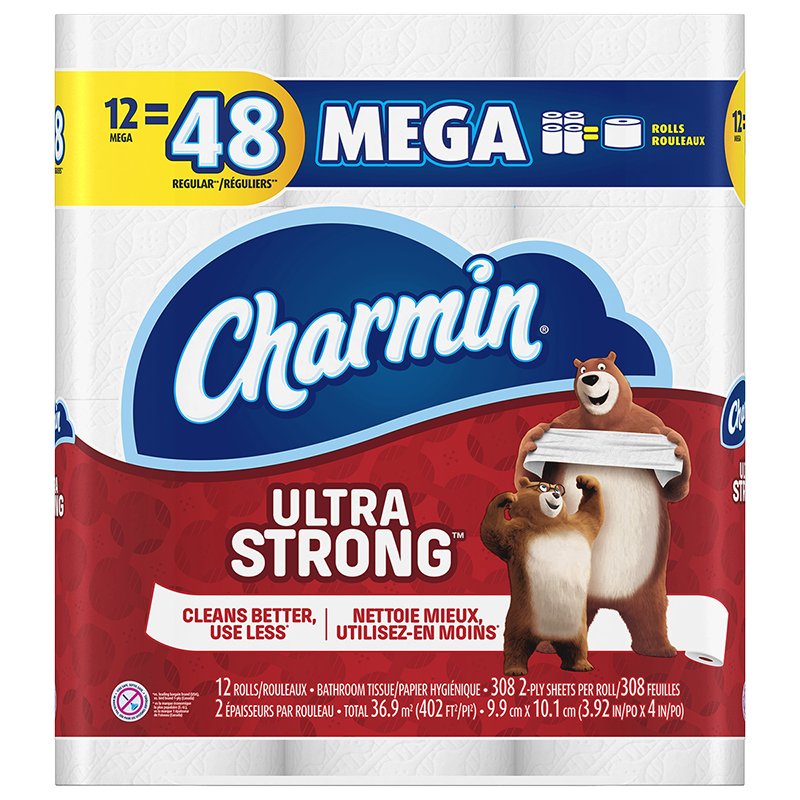 12 = 48 MEGA
MEGA
REGULAR**/RÉGULIERS**
= ROLLS
ROULEAUX
Charmin®
ULTRA
STRONG™
CLEANS BETTER, | NETTOIE MIEUX,
USE LESS* | UTILISEZ-EN MOINS*
12 ROLLS/ROULEAUX • BATHROOM TISSUE/PAPIER HYGIÉNIQUE • 308 2-PLY SHEETS PER ROLL/308 FEUILLES
2 ÉPAISSEURS PAR ROULEAU • TOTAL 36.9 m² (402 FT²/PI²) • 9.9 cm X 10.1 cm (3.92 IN/PO X 4 IN/PO)